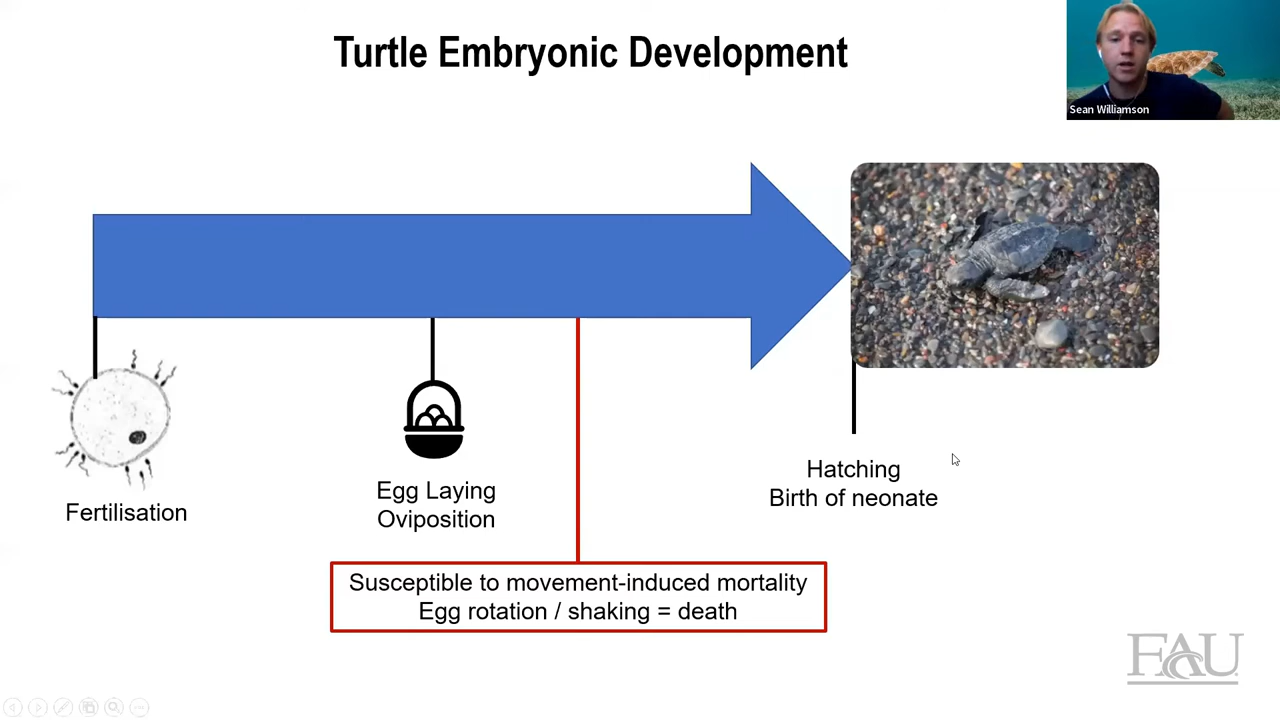 Turtle Embryonic Development
Sean Williamson
Fertilisation
Egg Laying
Oviposition
Hatching
Birth of neonate
Susceptible to movement-induced mortality
Egg rotation / shaking = death
FAU